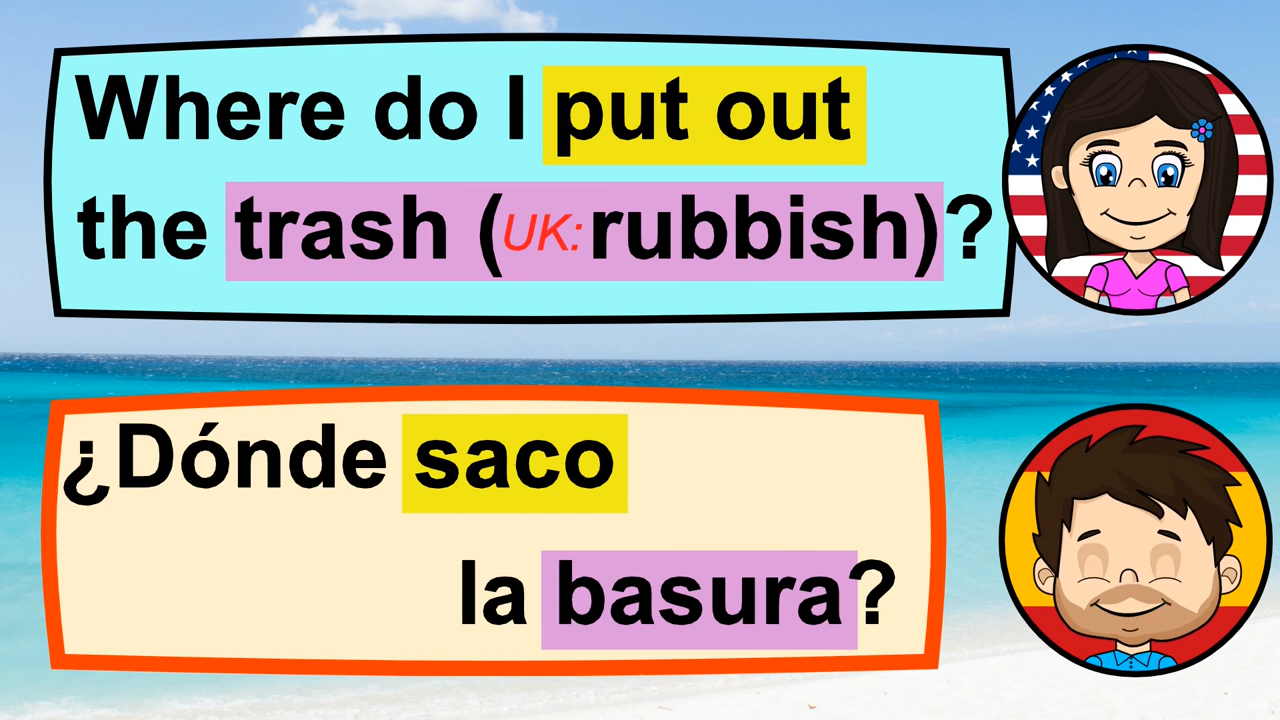 Where do I put out
the trash (UK: rubbish)?
¿Dónde saco
la basura?